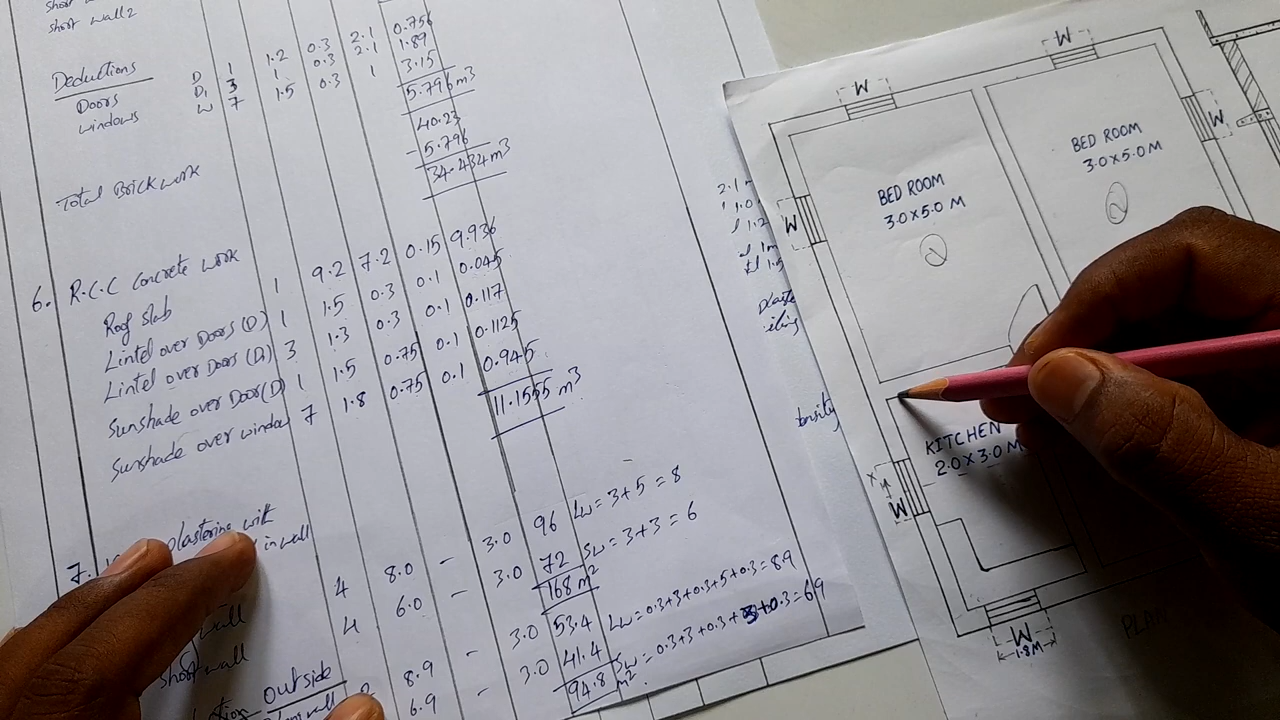 short wall2
Deductions
Doors D 1 1.2 0.3 2.1 0.756
D1 3 1 0.3 2.1 1.89
windows W 7 1.5 0.3 1 3.15
5.796 m3
40.23
- 5.796
Total Brick work 34.434 m3
6. R.C.C Concrete work
Roof slab 1 9.2 7.2 0.15 9.936
Lintel over Doors (D) 1 1.5 0.3 0.1 0.045
Lintel over Doors (D1) 3 1.3 0.3 0.1 0.117
Sunshade over Door(D) 1 1.5 0.75 0.1 0.1125
Sunshade over window 7 1.8 0.75 0.1 0.945
11.1555 m3
7. plastering with
in wall
4 8.0 - 3.0 96 Lw = 3+5 = 8
wall 4 6.0 - 3.0 72 Sw = 3+3 = 6
short wall 168 m2
outside
8.9 - 3.0 53.4 Lw = 0.3+3+0.3+5+0.3 = 8.9
6.9 - 3.0 41.4 Sw = 0.3+3+0.3+3+0.3 = 6.9
94.8 m2
W
W
BED ROOM
3.0 X 5.0 M
W
BED ROOM
3.0 X 5.0 M
W
KITCHEN
2.0 X 3.0 M
W
W
1.8M
PLAN